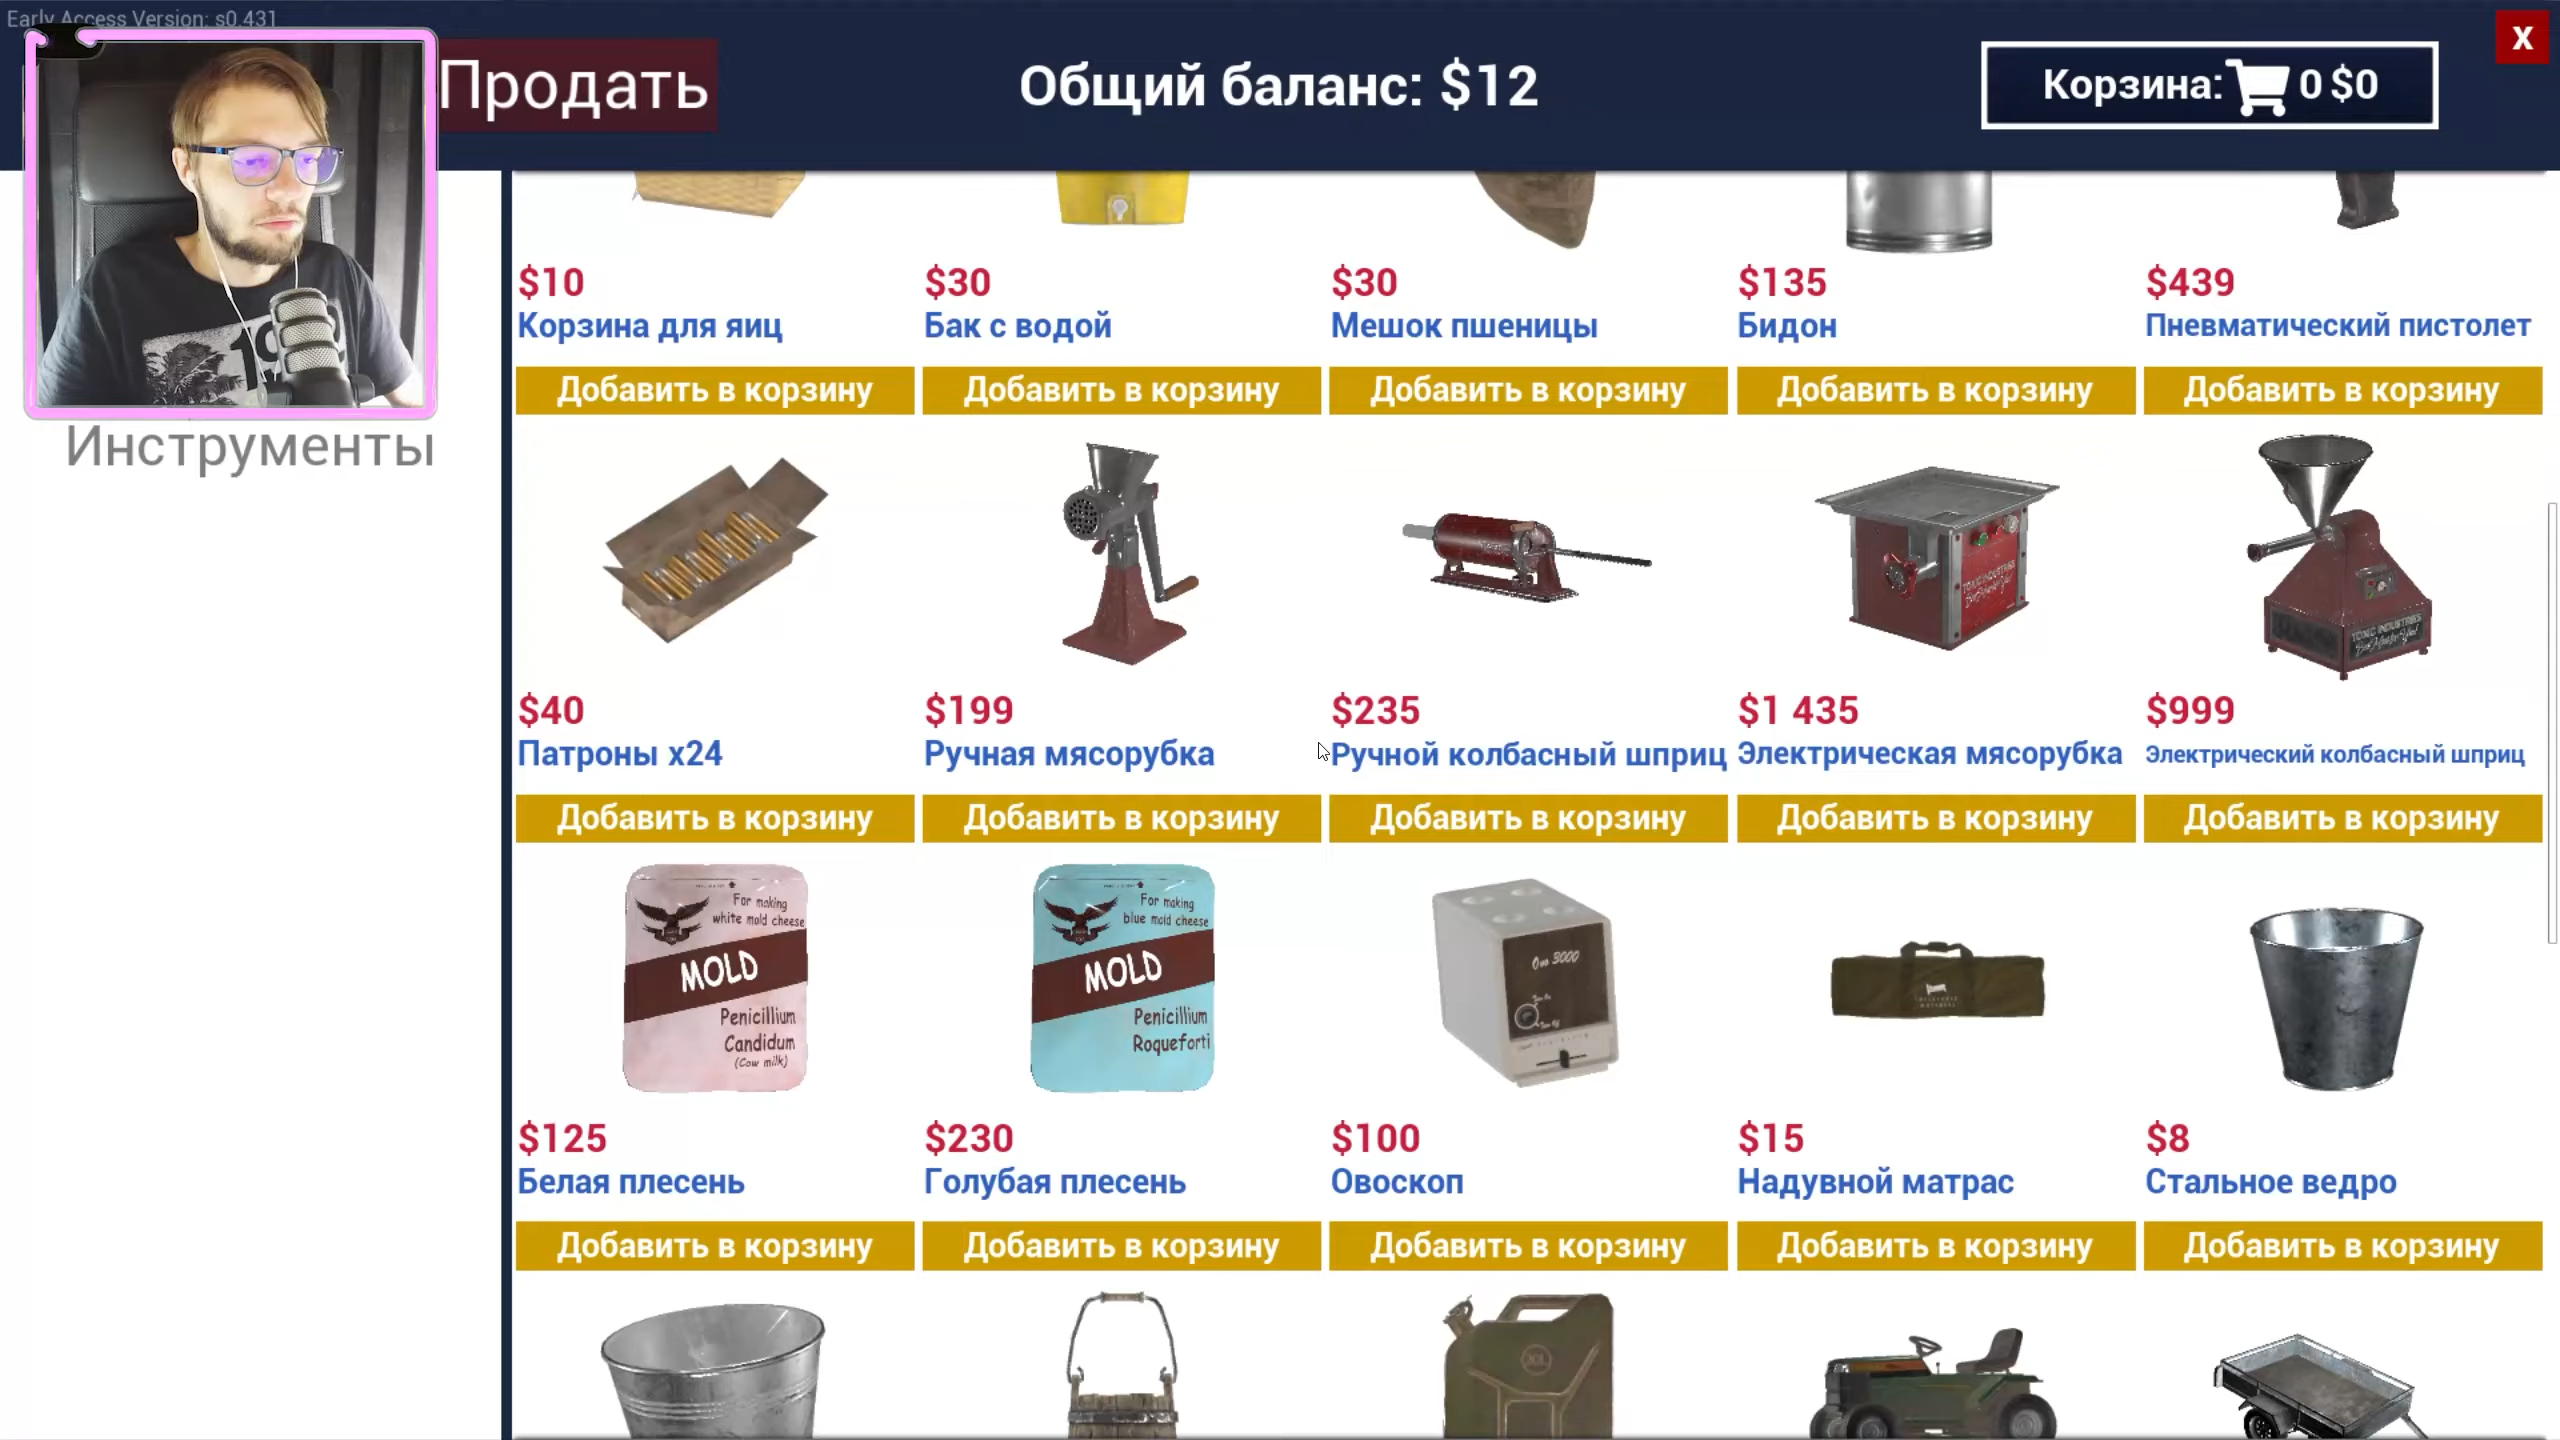 Early Access Version: s0.431
Продать
Общий баланс: $12
Корзина: 0 $0
X
Инструменты
$10
Корзина для яиц
Добавить в корзину
$30
Бак с водой
Добавить в корзину
$30
Мешок пшеницы
Добавить в корзину
$135
Бидон
Добавить в корзину
$439
Пневматический пистолет
Добавить в корзину
$40
Патроны x24
Добавить в корзину
$199
Ручная мясорубка
Добавить в корзину
$235
Ручной колбасный шприц
Добавить в корзину
TOXIC INDUSTRIES
$1 435
Электрическая мясорубка
Добавить в корзину
TOXIC INDUSTRIES
$999
Электрический колбасный шприц
Добавить в корзину
For making
white mold cheese
MOLD
Penicillium
Candidum
(Cow milk)
$125
Белая плесень
Добавить в корзину
For making
blue mold cheese
MOLD
Penicillium
Roqueforti
$230
Голубая плесень
Добавить в корзину
Ovo 3000
$100
Овоскоп
Добавить в корзину
$15
Надувной матрас
Добавить в корзину
$8
Стальное ведро
Добавить в корзину